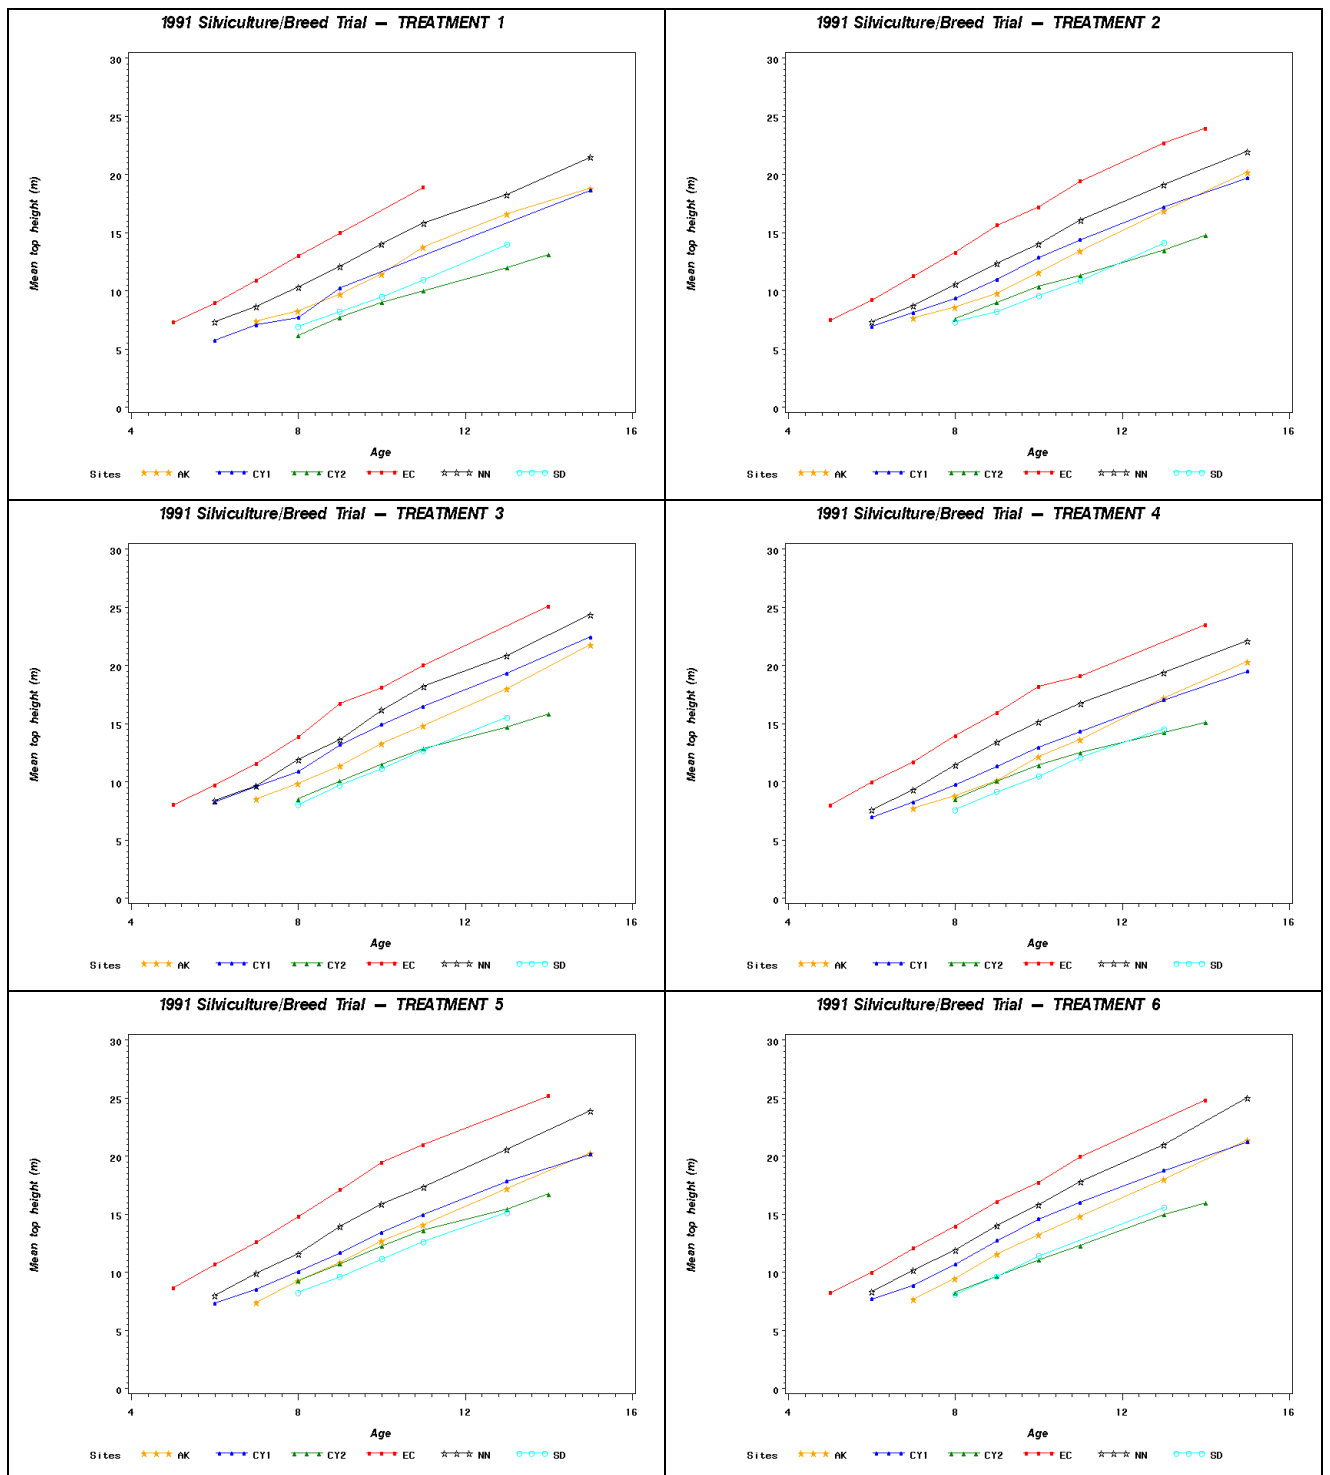 1991 Silviculture/Breed Trial – TREATMENT 1
30
25
20
15
10
5
0
Mean top height (m)
4 8 12 16
Age
Sites AK CY1 CY2 EC NN SD
1991 Silviculture/Breed Trial – TREATMENT 2
30
25
20
15
10
5
0
Mean top height (m)
4 8 12 16
Age
Sites AK CY1 CY2 EC NN SD
1991 Silviculture/Breed Trial – TREATMENT 3
30
25
20
15
10
5
0
Mean top height (m)
4 8 12 16
Age
Sites AK CY1 CY2 EC NN SD
1991 Silviculture/Breed Trial – TREATMENT 4
30
25
20
15
10
5
0
Mean top height (m)
4 8 12 16
Age
Sites AK CY1 CY2 EC NN SD
1991 Silviculture/Breed Trial – TREATMENT 5
30
25
20
15
10
5
0
Mean top height (m)
4 8 12 16
Age
Sites AK CY1 CY2 EC NN SD
1991 Silviculture/Breed Trial – TREATMENT 6
30
25
20
15
10
5
0
Mean top height (m)
4 8 12 16
Age
Sites AK CY1 CY2 EC NN SD